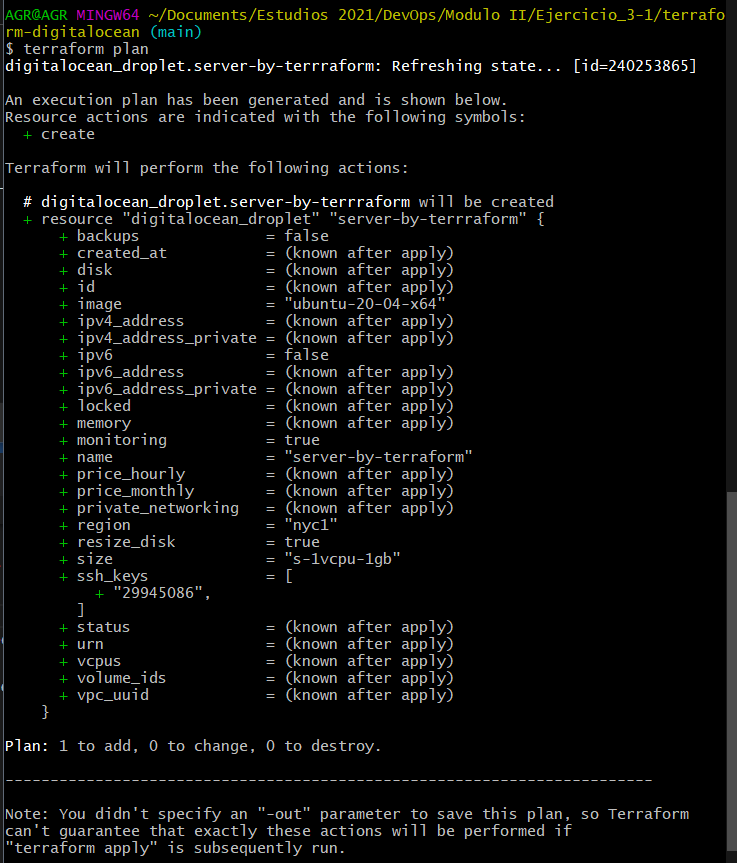 AGR@AGR MINGW64 ~/Documents/Estudios 2021/DevOps/Modulo II/Ejercicio_3-1/terrafo
rm-digitalocean (main)
$ terraform plan
digitalocean_droplet.server-by-terrraform: Refreshing state... [id=240253865]
An execution plan has been generated and is shown below.
Resource actions are indicated with the following symbols:
+ create
Terraform will perform the following actions:
# digitalocean_droplet.server-by-terrraform will be created
+ resource "digitalocean_droplet" "server-by-terrraform" {
+ backups = false
+ created_at = (known after apply)
+ disk = (known after apply)
+ id = (known after apply)
+ image = "ubuntu-20-04-x64"
+ ipv4_address = (known after apply)
+ ipv4_address_private = (known after apply)
+ ipv6 = false
+ ipv6_address = (known after apply)
+ ipv6_address_private = (known after apply)
+ locked = (known after apply)
+ memory = (known after apply)
+ monitoring = true
+ name = "server-by-terraform"
+ price_hourly = (known after apply)
+ price_monthly = (known after apply)
+ private_networking = (known after apply)
+ region = "nyc1"
+ resize_disk = true
+ size = "s-1vcpu-1gb"
+ ssh_keys = [
+ "29945086",
]
+ status = (known after apply)
+ urn = (known after apply)
+ vcpus = (known after apply)
+ volume_ids = (known after apply)
+ vpc_uuid = (known after apply)
}
Plan: 1 to add, 0 to change, 0 to destroy.
------------------------------------------------------------------------
Note: You didn't specify an "-out" parameter to save this plan, so Terraform
can't guarantee that exactly these actions will be performed if
"terraform apply" is subsequently run.